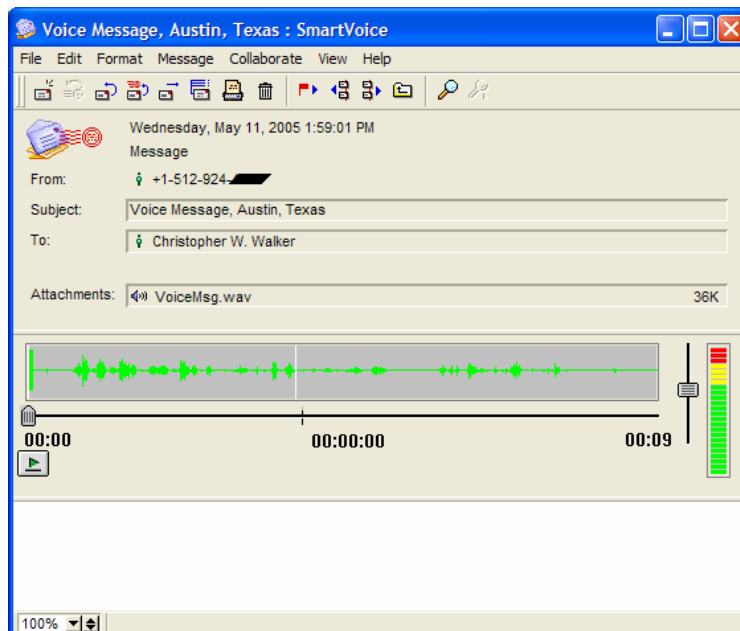 Voice Message, Austin, Texas : SmartVoice
File Edit Format Message Collaborate View Help
Wednesday, May 11, 2005 1:59:01 PM
Message
From: +1-512-924-
Subject: Voice Message, Austin, Texas
To: Christopher W. Walker
Attachments: VoiceMsg.wav 36K
00:00 00:00:00 00:09
100%